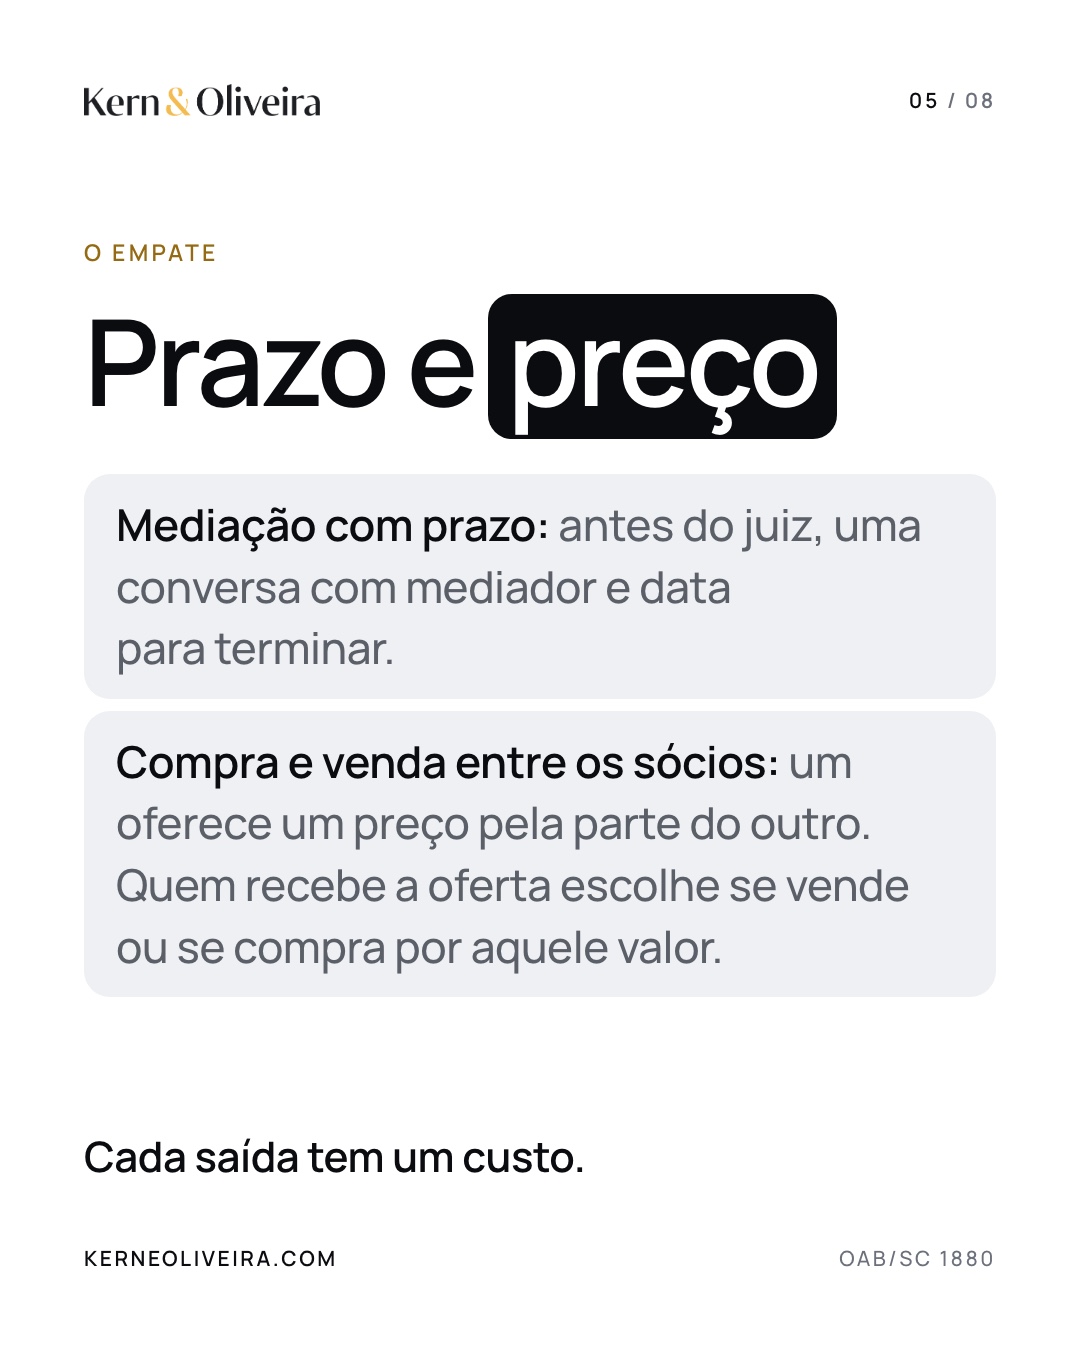 Kern & Oliveira
05 / 08
O EMPATE
Prazo e preço
Mediação com prazo: antes do juiz, uma
conversa com mediador e data
para terminar.
Compra e venda entre os sócios: um
oferece um preço pela parte do outro.
Quem recebe a oferta escolhe se vende
ou se compra por aquele valor.
Cada saída tem um custo.
KERNEOLIVEIRA.COM
OAB/SC 1880